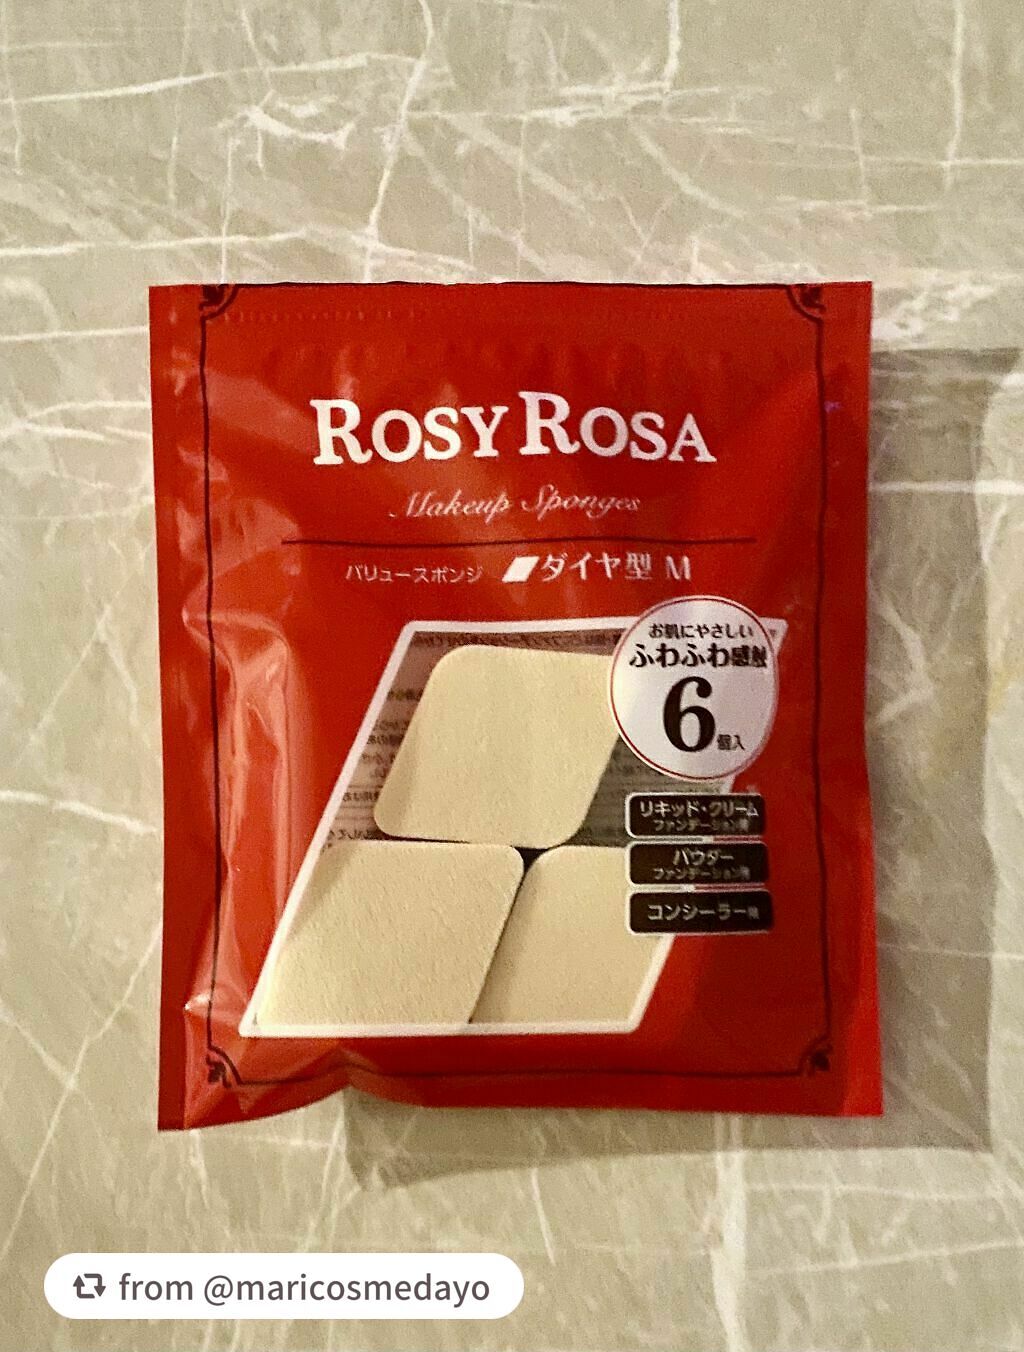 ROSY ROSA
Makeup Sponges
バリュースポンジ ダイヤ型 M
お肌にやさしい
ふわふわ感触
6個入
リキッド・クリーム
ファンデーション用
パウダー
ファンデーション用
コンシーラー用
from @maricosmedayo